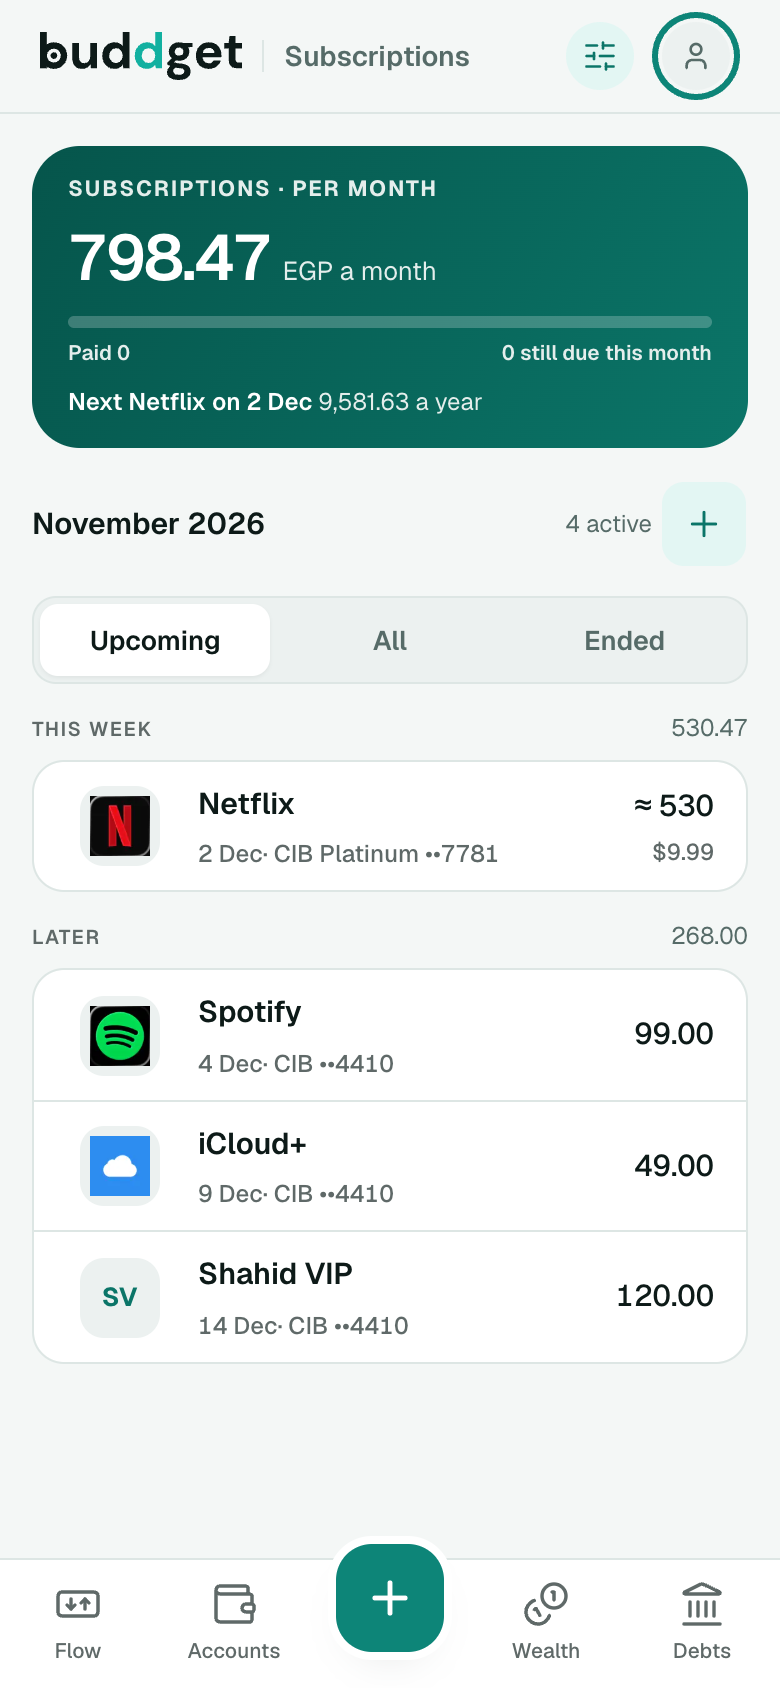 buddget
Subscriptions
SUBSCRIPTIONS · PER MONTH
798.47 EGP a month
Paid 0
0 still due this month
Next Netflix on 2 Dec 9,581.63 a year
November 2026
4 active
Upcoming
All
Ended
THIS WEEK
530.47
Netflix
≈ 530
2 Dec· CIB Platinum ••7781
$9.99
LATER
268.00
Spotify
99.00
4 Dec· CIB ••4410
iCloud+
49.00
9 Dec· CIB ••4410
SV
Shahid VIP
120.00
14 Dec· CIB ••4410
Flow
Accounts
Wealth
Debts